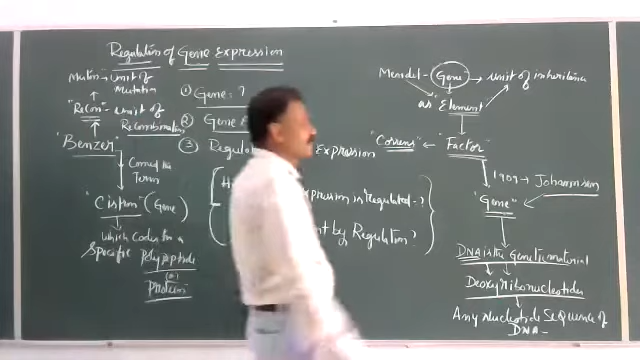 Regulation of Gene Expression
Muton → Unit of
Mutation
"Recon" - Unit of
Recombination
"Benzer"
Coined the
Term
"Cistron" (Gene)
which Codes for a
Specific Polypeptide
(or)
Protein
① Gene: ?
② Gene
③ Regulat
Expression
Expression is Regulated - ?
by Regulation?
Mendel - Gene → Unit of inheritance
as "Element"
"Correns" ← "Factor"
1909 → Johannsen
"Gene"
DNA is the Genetic material
Deoxyribonucleotides
Any nucleotide Sequence of
DNA -